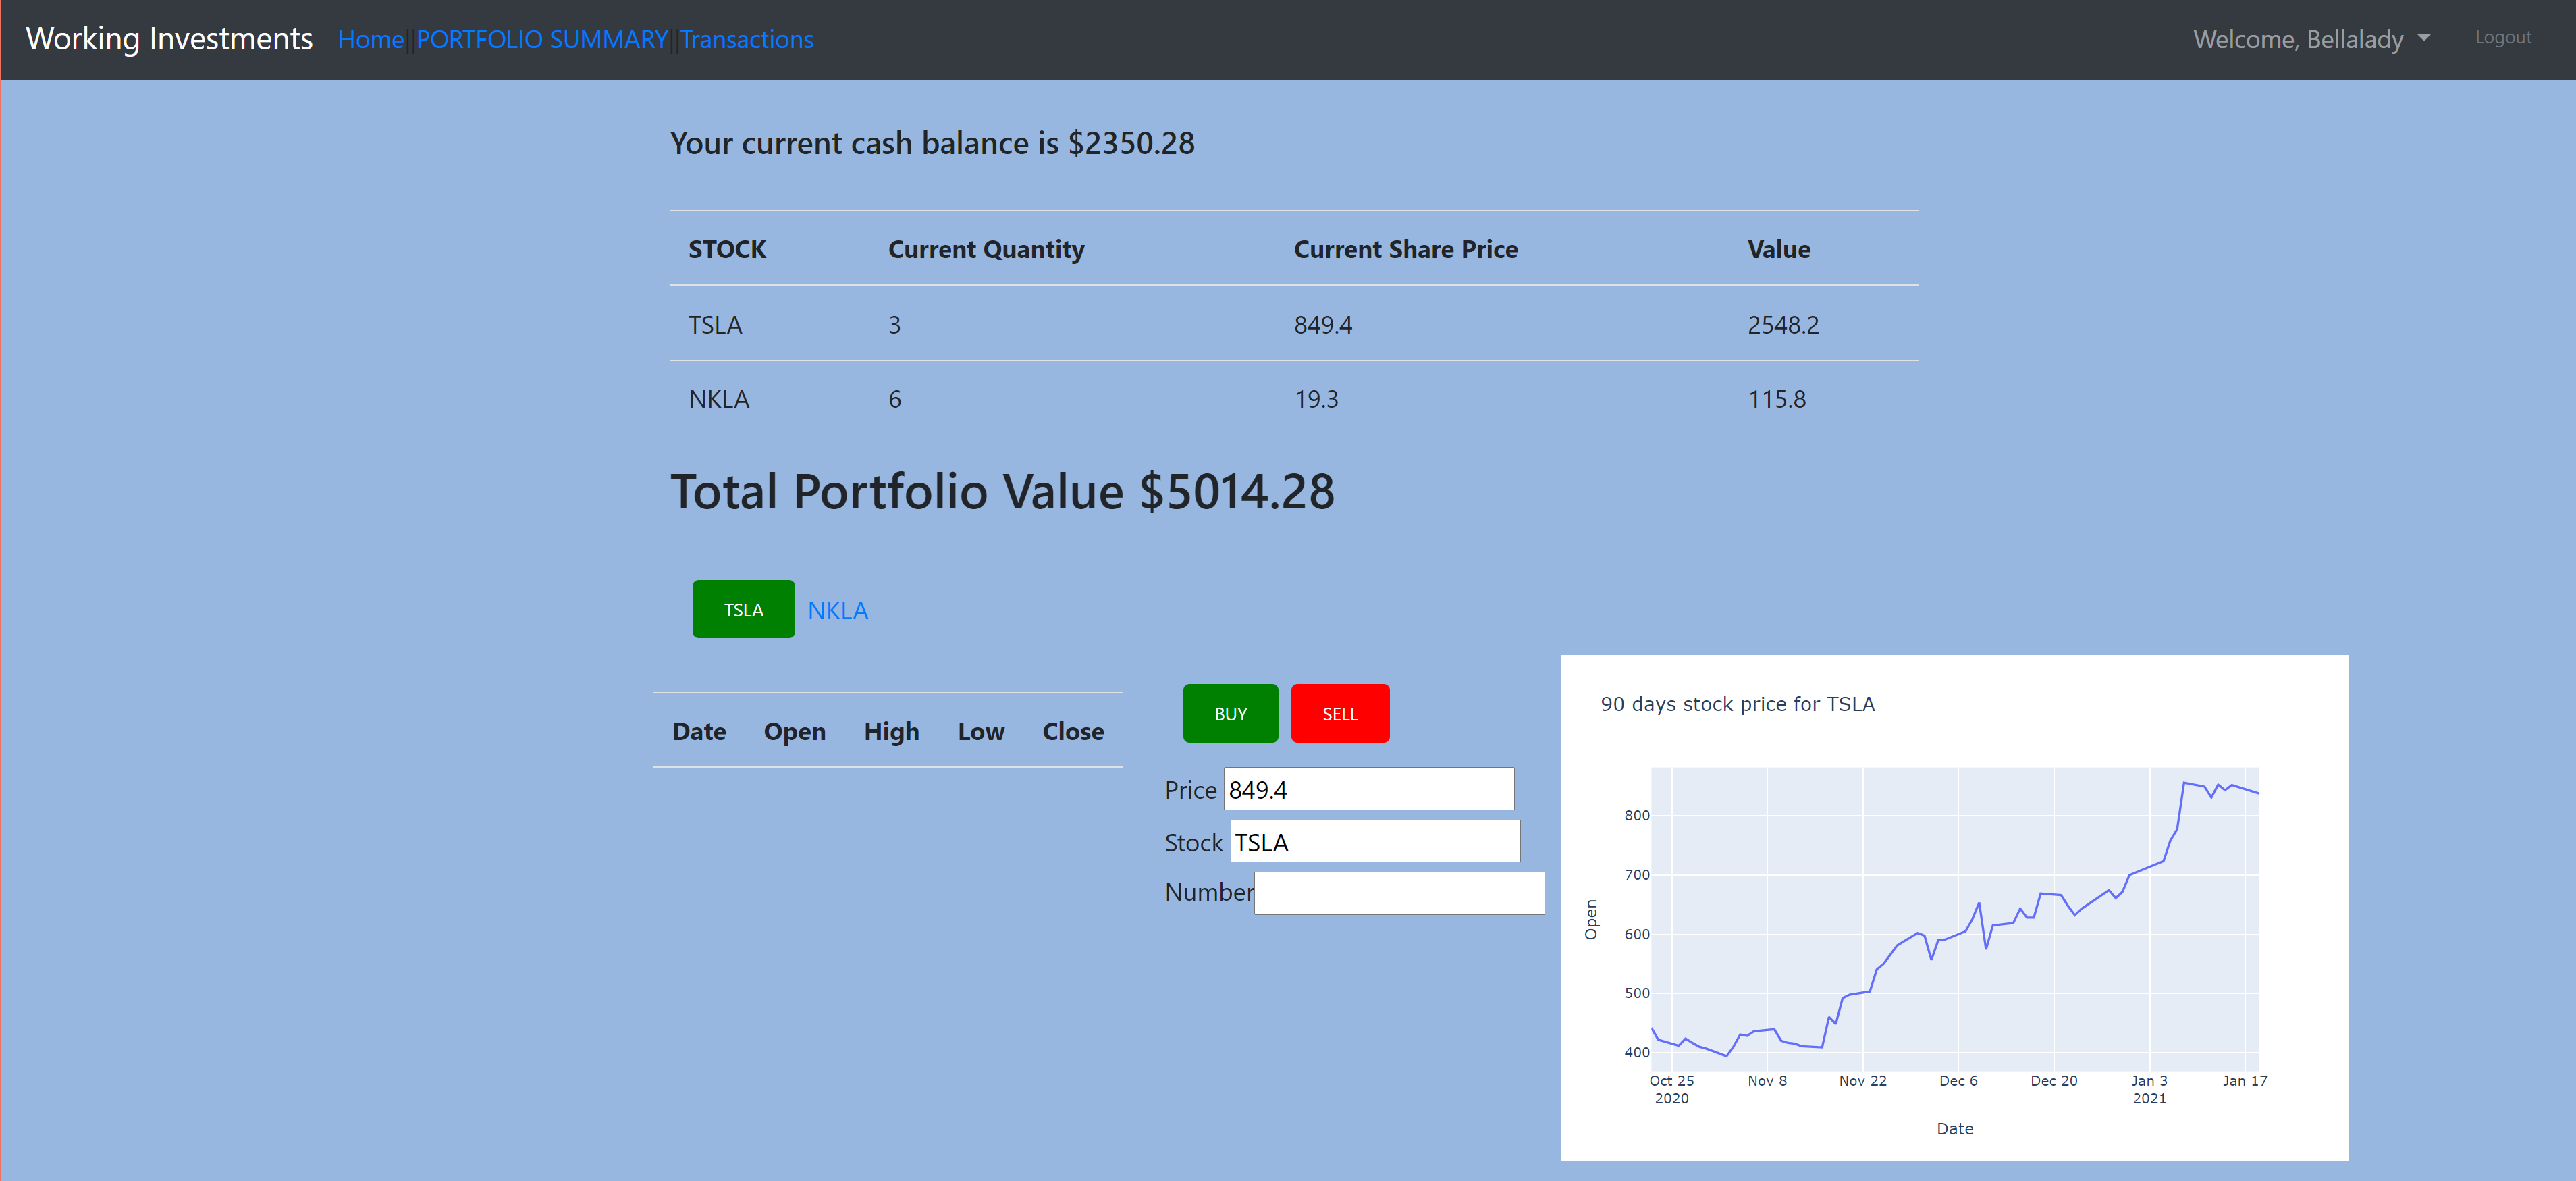 Working Investments Home||PORTFOLIO SUMMARY||Transactions Welcome, Bellalady Logout
Your current cash balance is $2350.28
STOCK Current Quantity Current Share Price Value
TSLA 3 849.4 2548.2
NKLA 6 19.3 115.8
Total Portfolio Value $5014.28
TSLA NKLA
Date Open High Low Close
BUY SELL
Price 849.4
Stock TSLA
Number
90 days stock price for TSLA
800
700
600
500
400
Open
Oct 25 Nov 8 Nov 22 Dec 6 Dec 20 Jan 3 Jan 17
2020 2021
Date